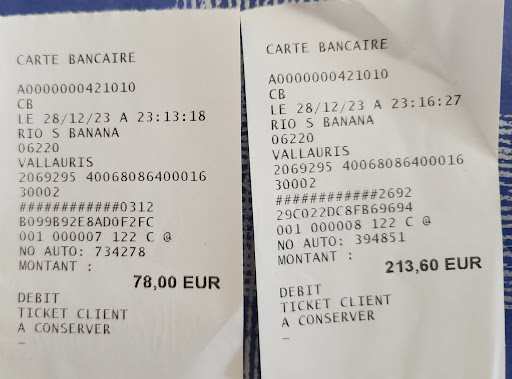 CARTE BANCAIRE
A0000000421010
CB
LE 28/12/23 A 23:13:18
RIO S BANANA
06220
VALLAURIS
2069295 40068086400016
30002
############0312
B099B92E8AD0F2FC
001 000007 122 C @
NO AUTO: 734278
MONTANT :
78,00 EUR
DEBIT
TICKET CLIENT
A CONSERVER
_
CARTE BANCAIRE
A0000000421010
CB
LE 28/12/23 A 23:16:27
RIO S BANANA
06220
VALLAURIS
2069295 40068086400016
30002
############2692
29C022DC8FB69694
001 000008 122 C @
NO AUTO: 394851
MONTANT :
213,60 EUR
DEBIT
TICKET CLIENT
A CONSERVER
_